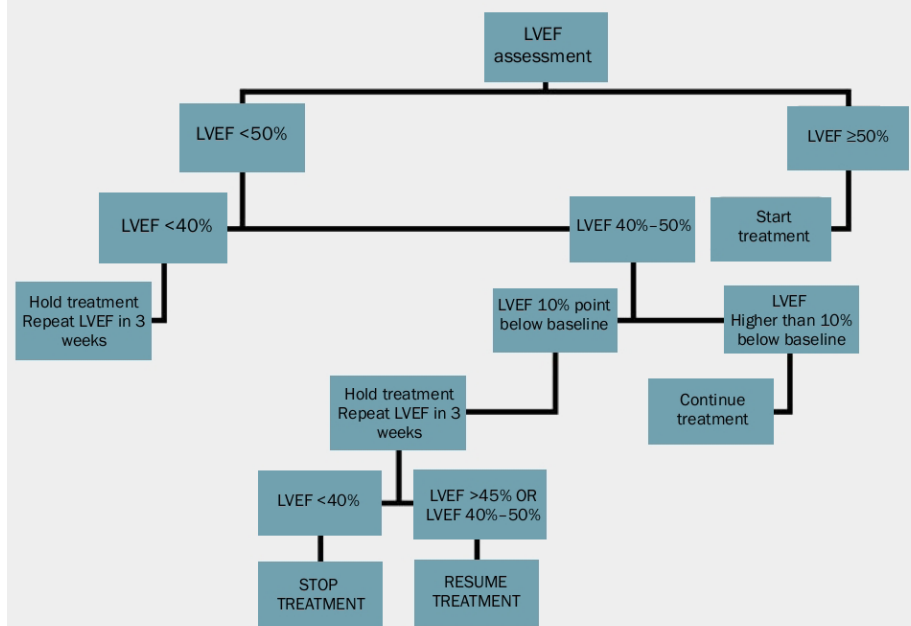 LVEF
assessment
LVEF <50%
LVEF ≥50%
LVEF <40%
LVEF 40%–50%
Start
treatment
Hold treatment
Repeat LVEF in 3
weeks
LVEF 10% point
below baseline
LVEF
Higher than 10%
below baseline
Hold treatment
Repeat LVEF in 3
weeks
Continue
treatment
LVEF <40%
LVEF >45% OR
LVEF 40%–50%
STOP
TREATMENT
RESUME
TREATMENT